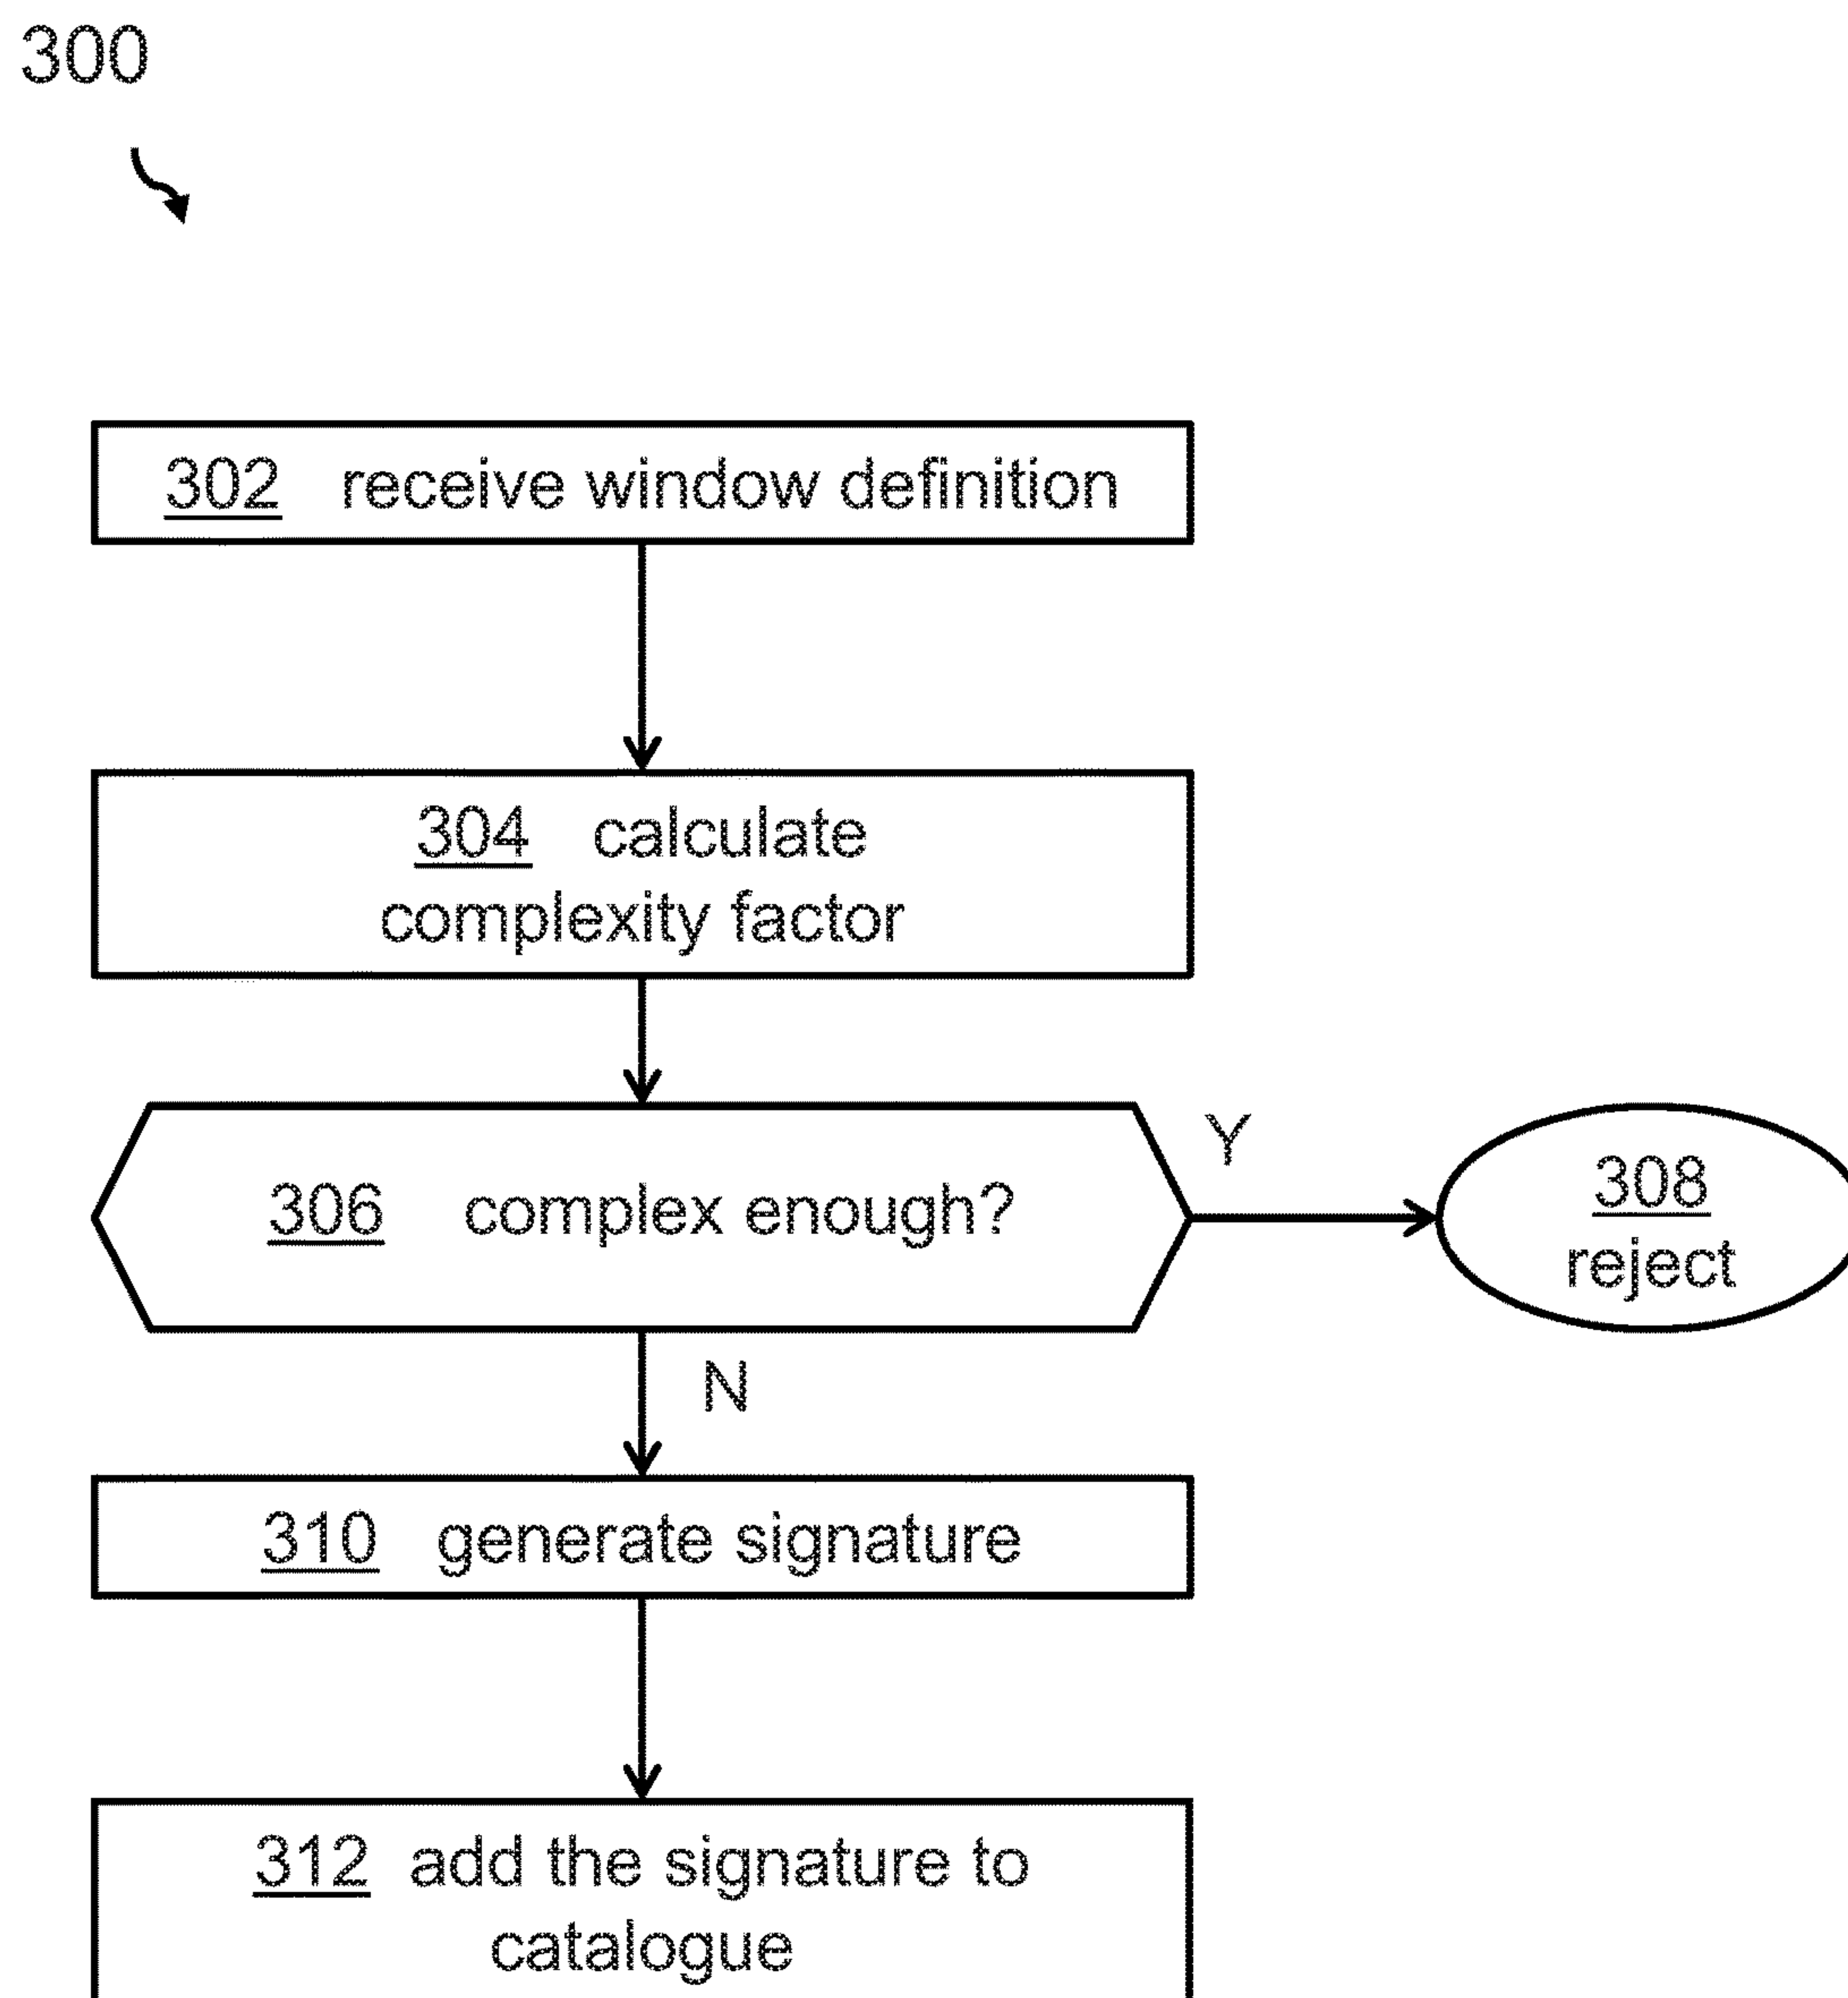 300
302 receive window definition
304 calculate
complexity factor
306 complex enough?
Y
308
reject
N
310 generate signature
312 add the signature to
catalogue